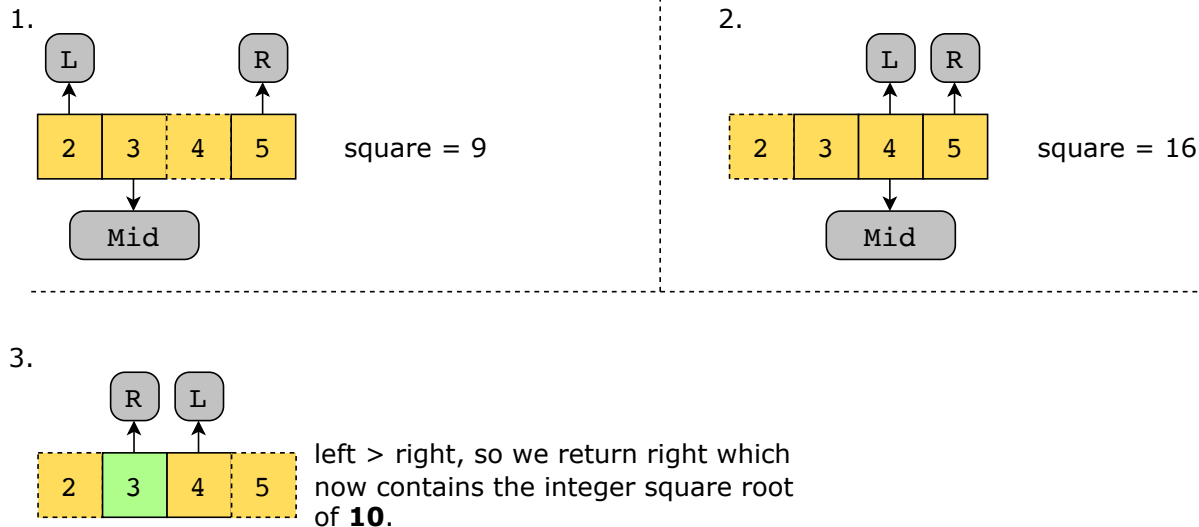 1.
L R
2 3 4 5 square = 9
Mid
2.
L R
2 3 4 5 square = 16
Mid
3.
R L
2 3 4 5
left > right, so we return right which
now contains the integer square root
of 10.